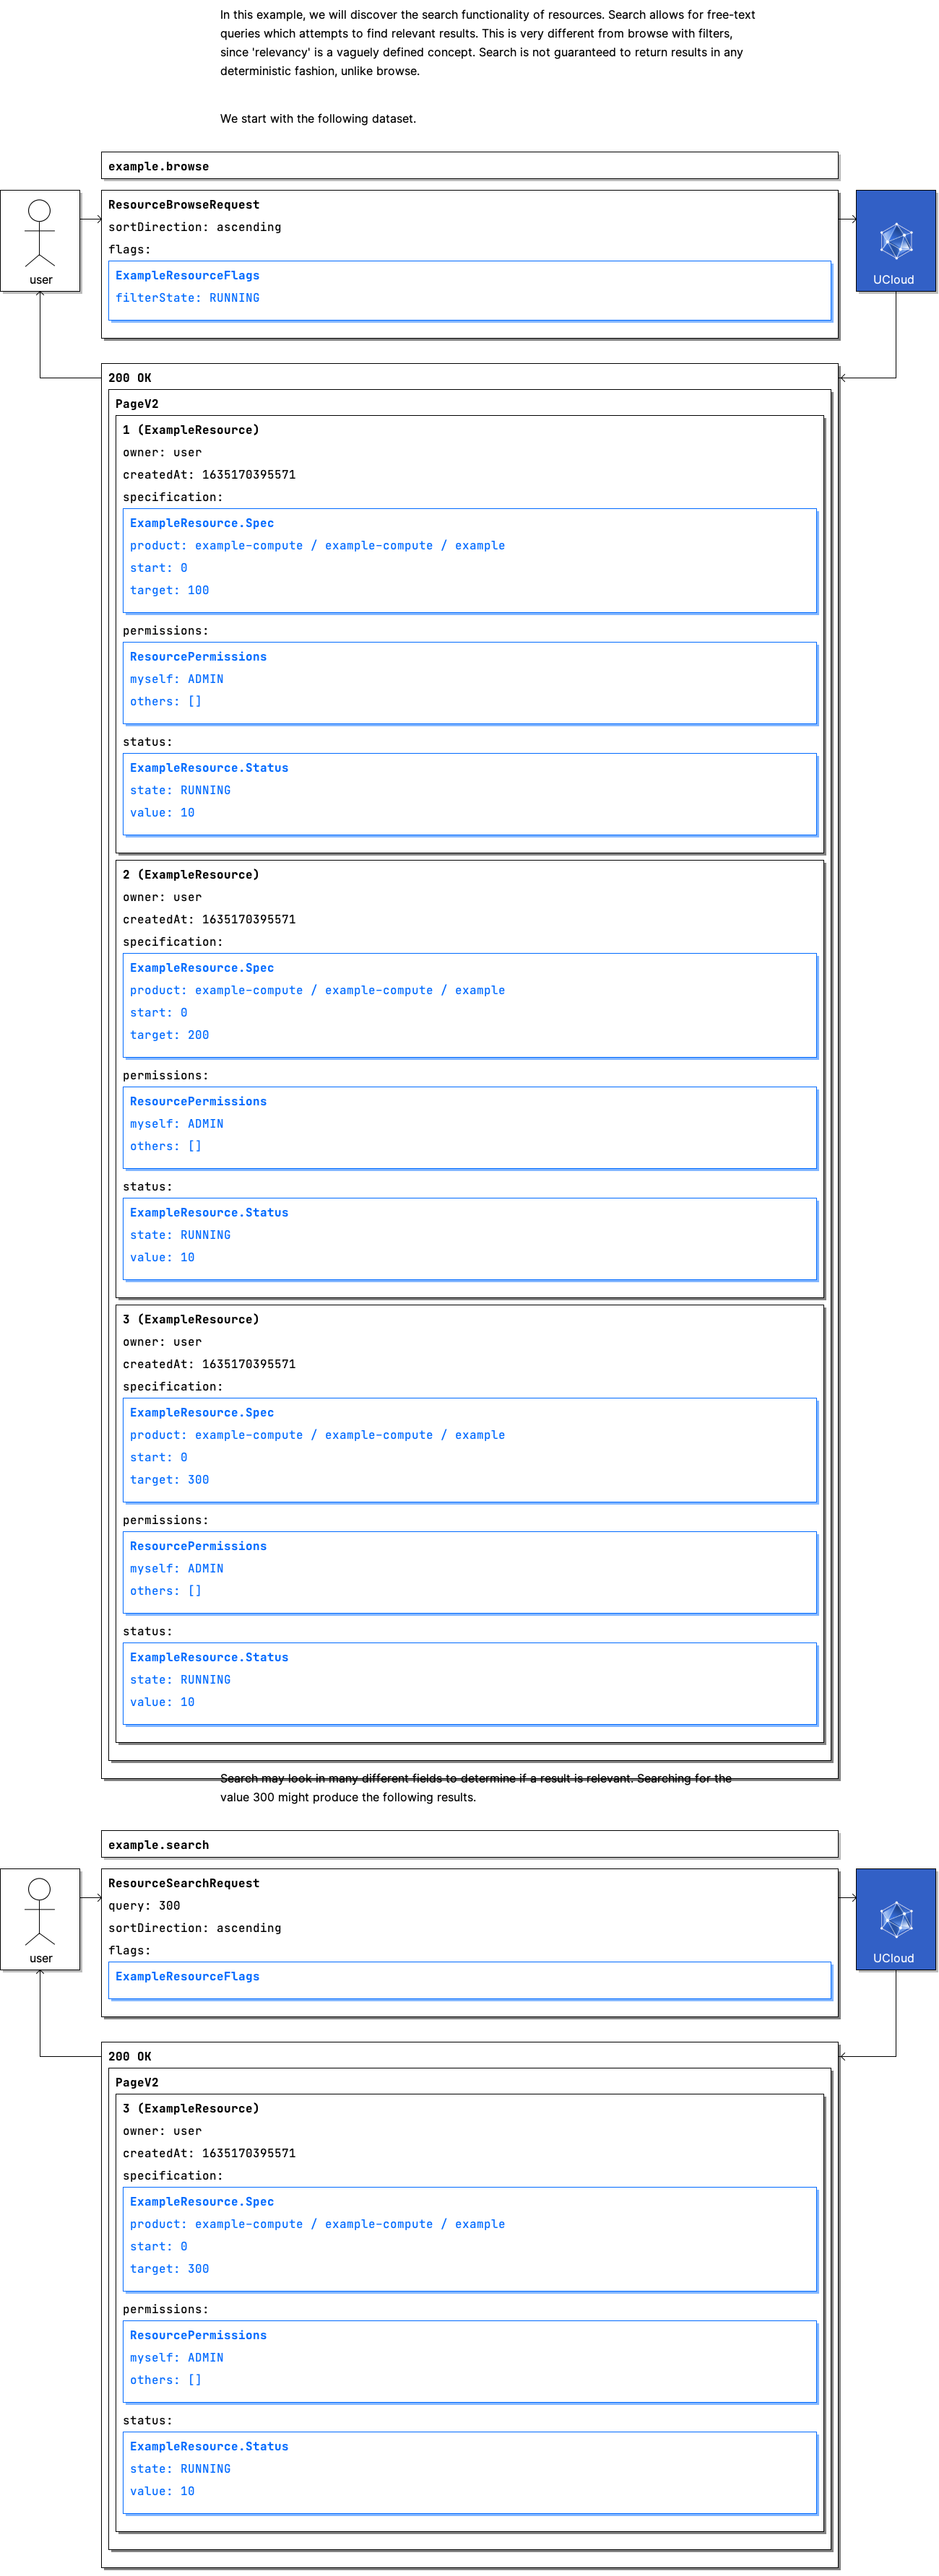 In this example, we will discover the search functionality of resources. Search allows for free-text
queries which attempts to find relevant results. This is very different from browse with filters,
since 'relevancy' is a vaguely defined concept. Search is not guaranteed to return results in any
deterministic fashion, unlike browse.
We start with the following dataset.
example.browse
user
ResourceBrowseRequest
sortDirection: ascending
flags:
ExampleResourceFlags
filterState: RUNNING
UCloud
200 OK
PageV2
1 (ExampleResource)
owner: user
createdAt: 1635170395571
specification:
ExampleResource.Spec
product: example-compute / example-compute / example
start: 0
target: 100
permissions:
ResourcePermissions
myself: ADMIN
others: []
status:
ExampleResource.Status
state: RUNNING
value: 10
2 (ExampleResource)
owner: user
createdAt: 1635170395571
specification:
ExampleResource.Spec
product: example-compute / example-compute / example
start: 0
target: 200
permissions:
ResourcePermissions
myself: ADMIN
others: []
status:
ExampleResource.Status
state: RUNNING
value: 10
3 (ExampleResource)
owner: user
createdAt: 1635170395571
specification:
ExampleResource.Spec
product: example-compute / example-compute / example
start: 0
target: 300
permissions:
ResourcePermissions
myself: ADMIN
others: []
status:
ExampleResource.Status
state: RUNNING
value: 10
Search may look in many different fields to determine if a result is relevant. Searching for the
value 300 might produce the following results.
example.search
user
ResourceSearchRequest
query: 300
sortDirection: ascending
flags:
ExampleResourceFlags
UCloud
200 OK
PageV2
3 (ExampleResource)
owner: user
createdAt: 1635170395571
specification:
ExampleResource.Spec
product: example-compute / example-compute / example
start: 0
target: 300
permissions:
ResourcePermissions
myself: ADMIN
others: []
status:
ExampleResource.Status
state: RUNNING
value: 10